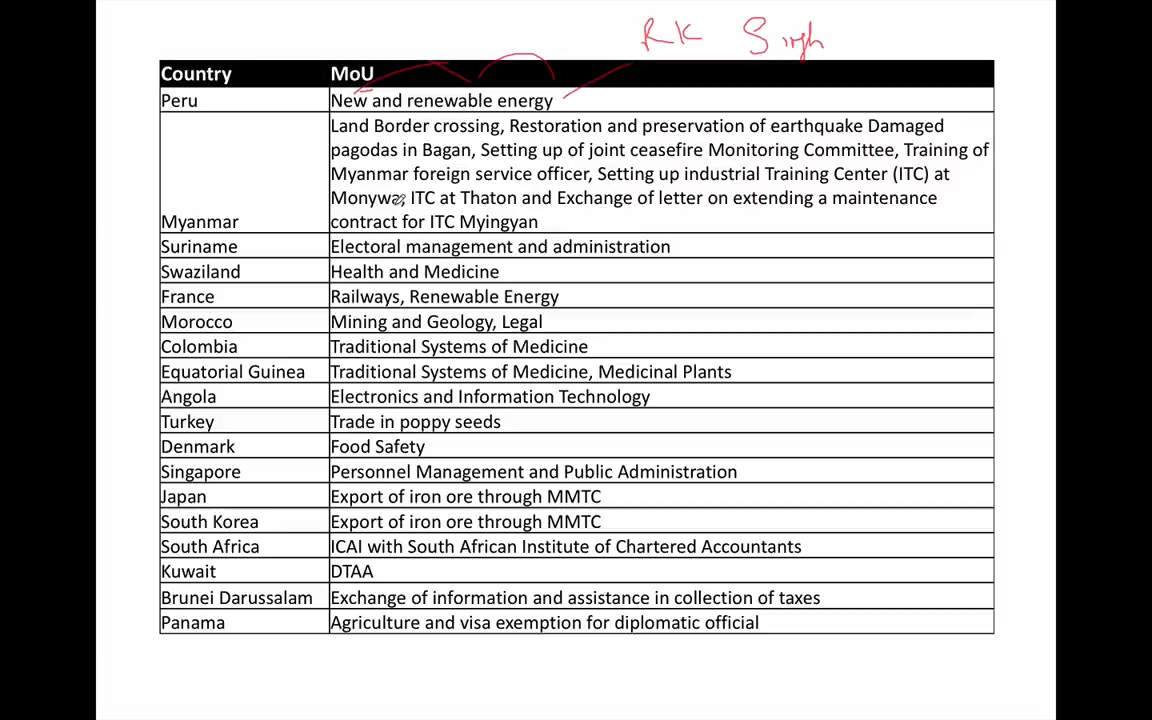 RK Singh
Country MoU
Peru New and renewable energy
Land Border crossing, Restoration and preservation of earthquake Damaged
pagodas in Bagan, Setting up of joint ceasefire Monitoring Committee, Training of
Myanmar foreign service officer, Setting up industrial Training Center (ITC) at
Monywa, ITC at Thaton and Exchange of letter on extending a maintenance
Myanmar contract for ITC Myingyan
Suriname Electoral management and administration
Swaziland Health and Medicine
France Railways, Renewable Energy
Morocco Mining and Geology, Legal
Colombia Traditional Systems of Medicine
Equatorial Guinea Traditional Systems of Medicine, Medicinal Plants
Angola Electronics and Information Technology
Turkey Trade in poppy seeds
Denmark Food Safety
Singapore Personnel Management and Public Administration
Japan Export of iron ore through MMTC
South Korea Export of iron ore through MMTC
South Africa ICAI with South African Institute of Chartered Accountants
Kuwait DTAA
Brunei Darussalam Exchange of information and assistance in collection of taxes
Panama Agriculture and visa exemption for diplomatic official